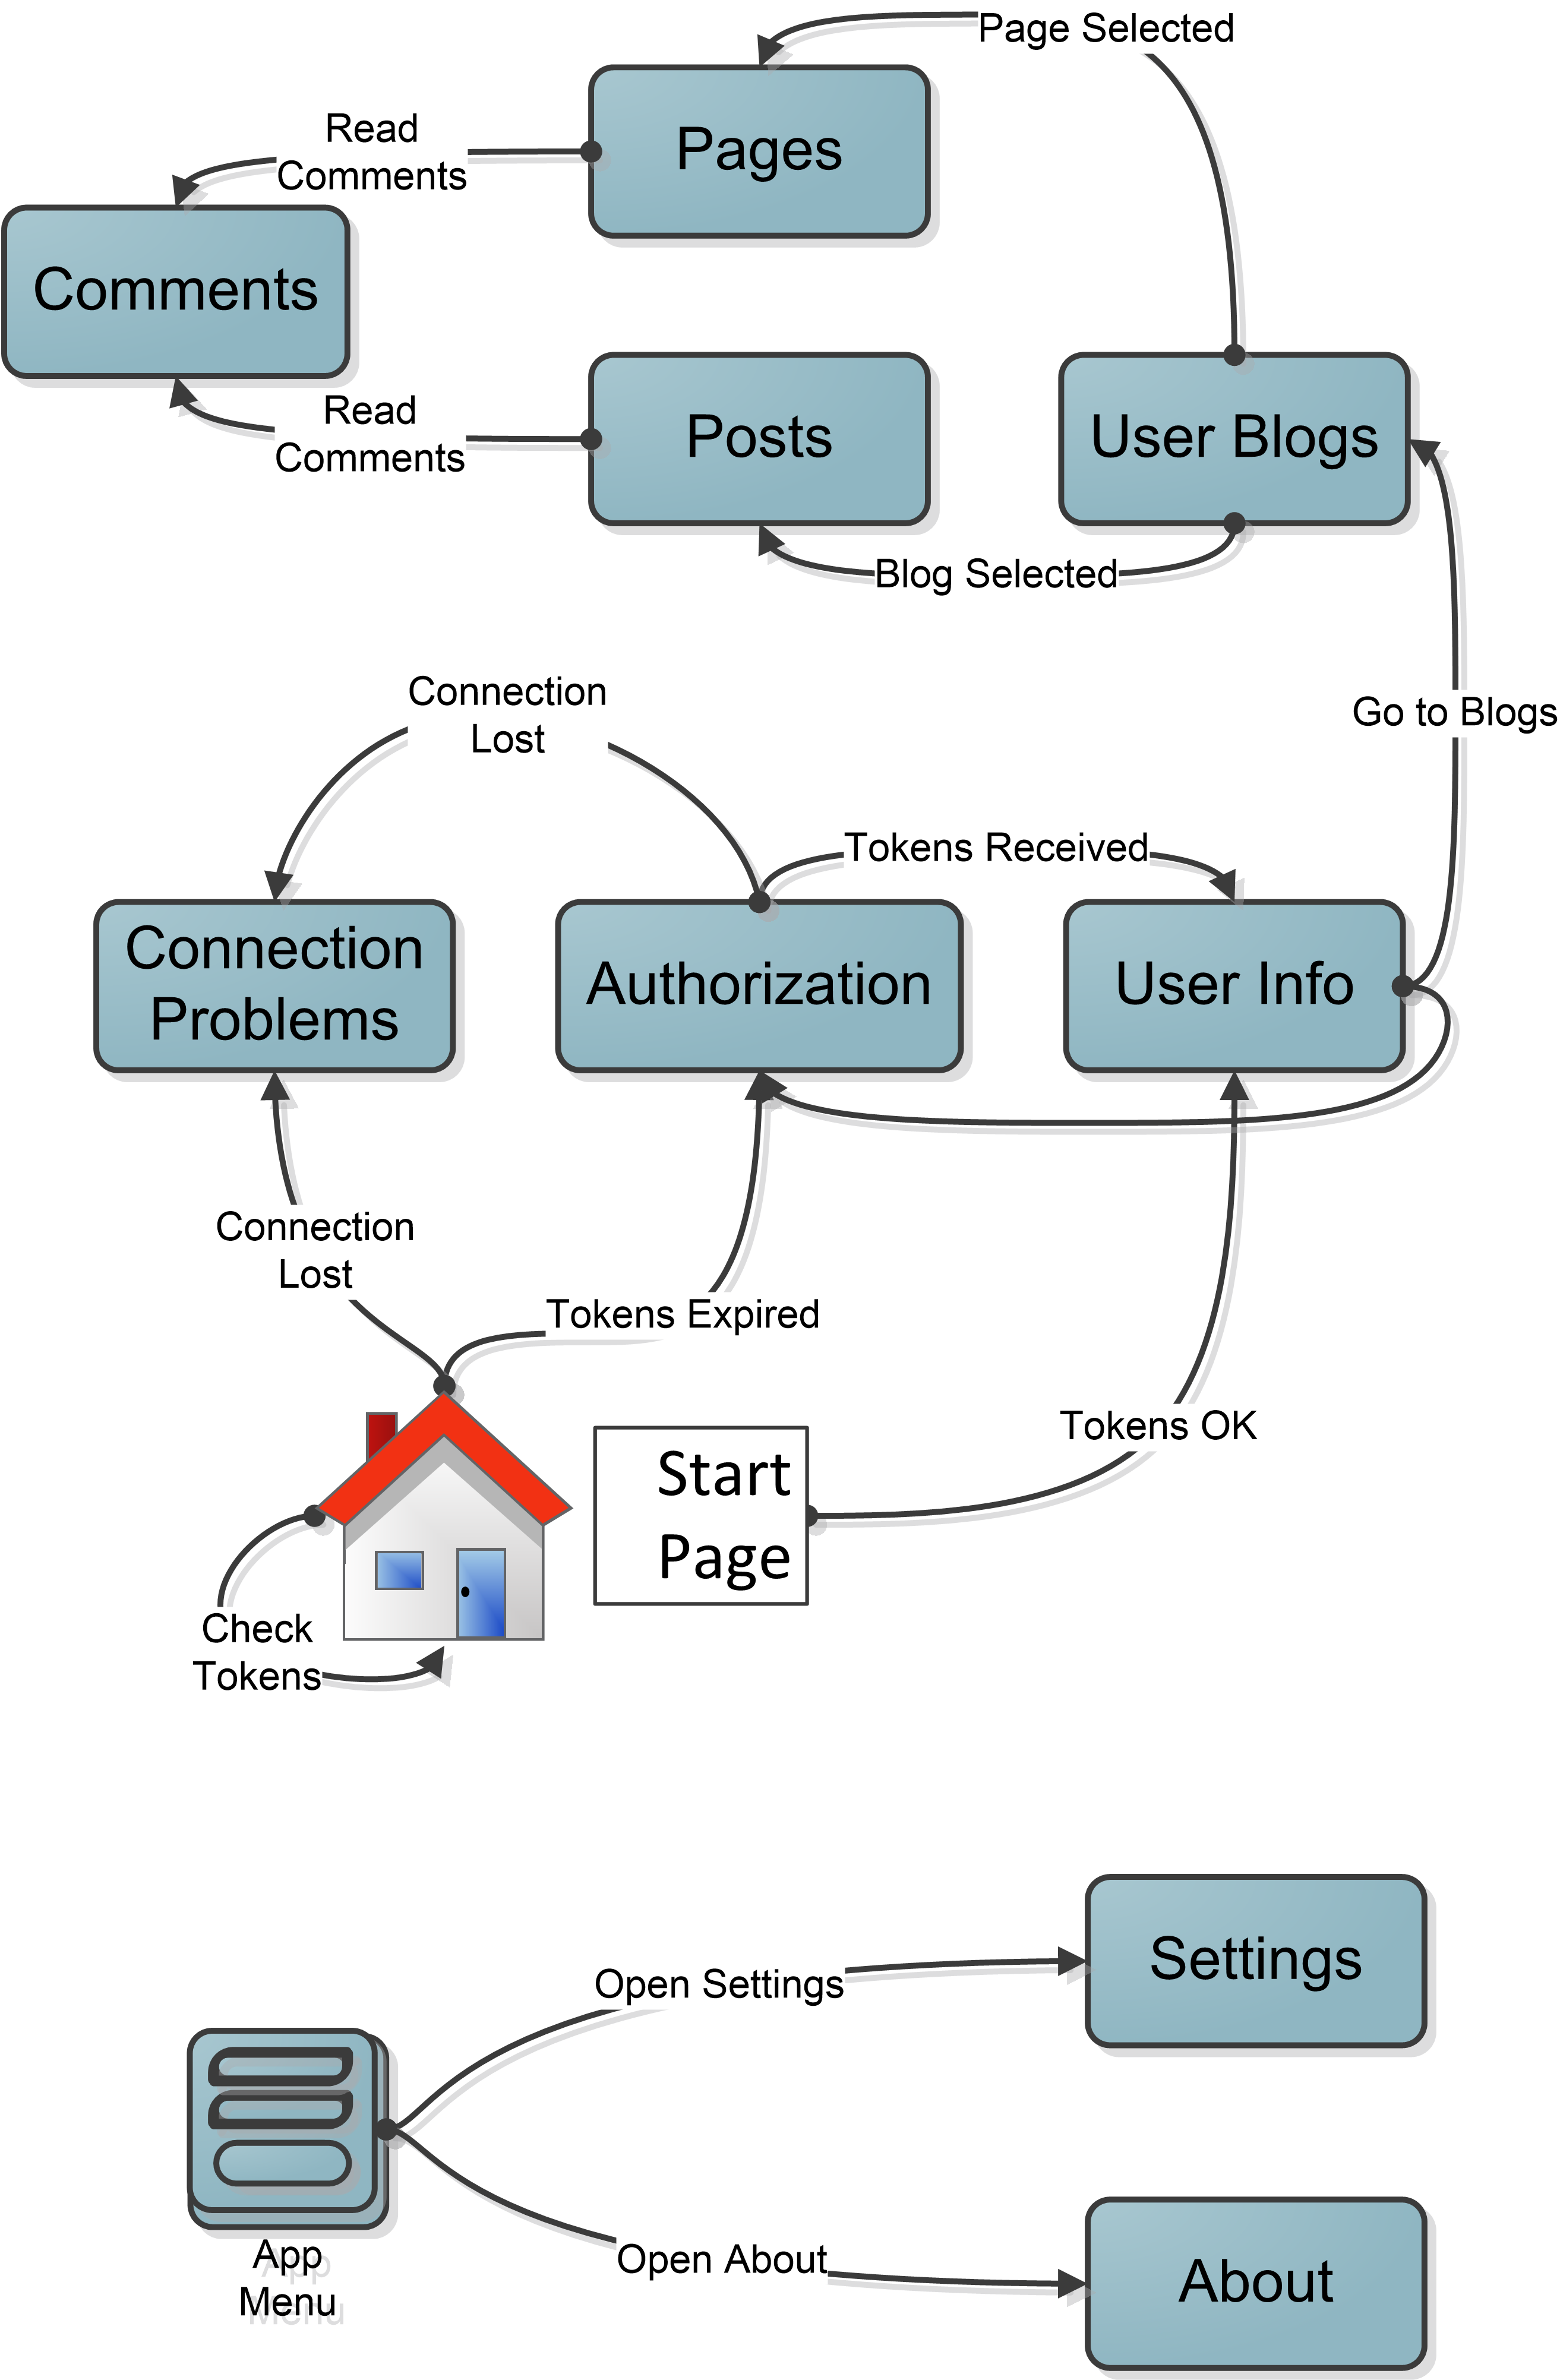 Page Selected
Read
Comments
Pages
Comments
Read
Comments
Posts
User Blogs
Blog Selected
Connection
Lost
Go to Blogs
Tokens Received
Connection
Problems
Authorization
User Info
Connection
Lost
Tokens Expired
Tokens OK
Start
Page
Check
Tokens
Settings
Open Settings
App
Menu
Open About
About